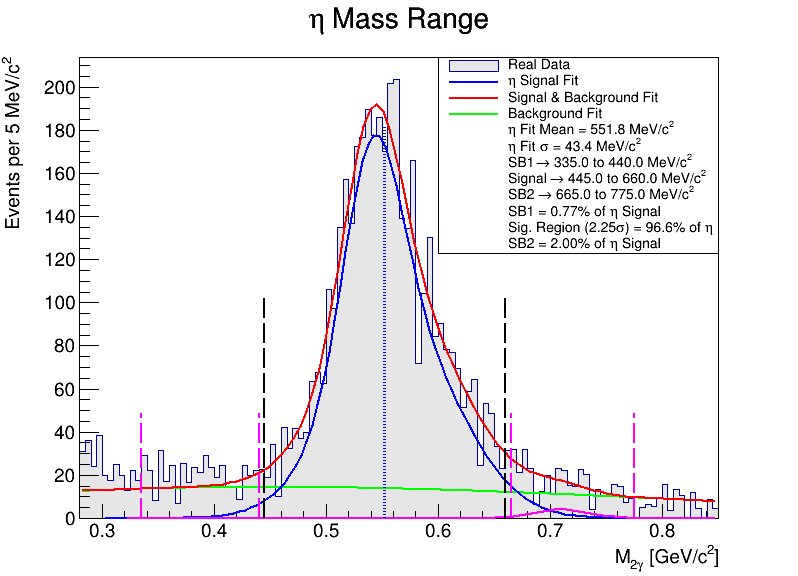 η Mass Range
Events per 5 MeV/c²
200
180
160
140
120
100
80
60
40
20
0
0.3
0.4
0.5
0.6
0.7
0.8
M2γ [GeV/c²]
Real Data
η Signal Fit
Signal & Background Fit
Background Fit
η Fit Mean = 551.8 MeV/c²
η Fit σ = 43.4 MeV/c²
SB1 → 335.0 to 440.0 MeV/c²
Signal → 445.0 to 660.0 MeV/c²
SB2 → 665.0 to 775.0 MeV/c²
SB1 = 0.77% of η Signal
Sig. Region (2.25σ) = 96.6% of η
SB2 = 2.00% of η Signal